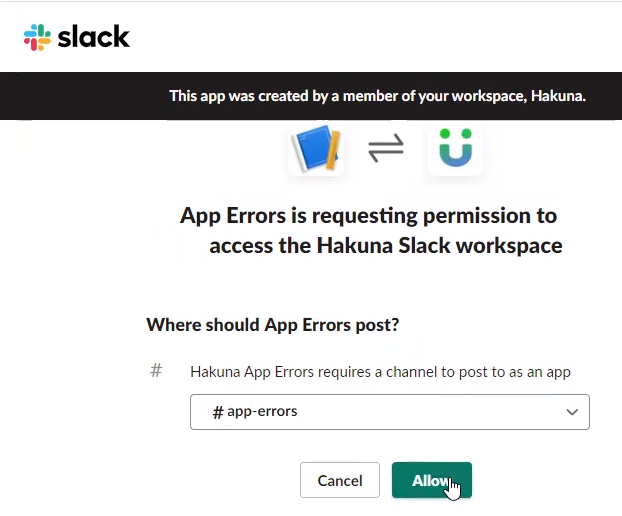 slack
This app was created by a member of your workspace, Hakuna.
App Errors is requesting permission to
access the Hakuna Slack workspace
Where should App Errors post?
# Hakuna App Errors requires a channel to post to as an app
# app-errors
Cancel Allow